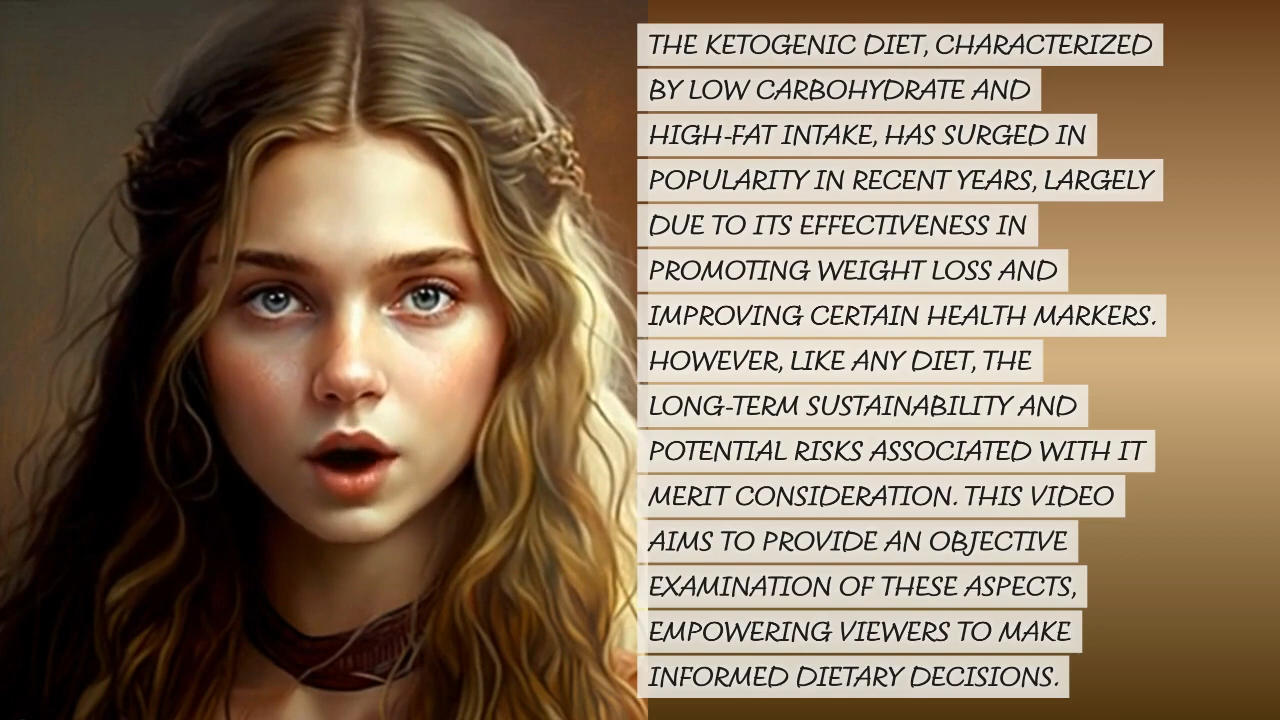 THE KETOGENIC DIET, CHARACTERIZED
BY LOW CARBOHYDRATE AND
HIGH-FAT INTAKE, HAS SURGED IN
POPULARITY IN RECENT YEARS, LARGELY
DUE TO ITS EFFECTIVENESS IN
PROMOTING WEIGHT LOSS AND
IMPROVING CERTAIN HEALTH MARKERS.
HOWEVER, LIKE ANY DIET, THE
LONG-TERM SUSTAINABILITY AND
POTENTIAL RISKS ASSOCIATED WITH IT
MERIT CONSIDERATION. THIS VIDEO
AIMS TO PROVIDE AN OBJECTIVE
EXAMINATION OF THESE ASPECTS,
EMPOWERING VIEWERS TO MAKE
INFORMED DIETARY DECISIONS.